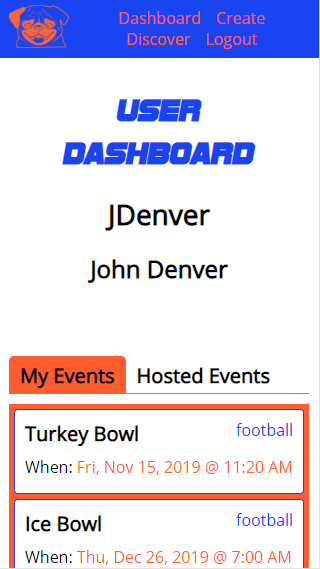 Dashboard Create
Discover Logout
USER
DASHBOARD
JDenver
John Denver
My Events Hosted Events
Turkey Bowl football
When: Fri, Nov 15, 2019 @ 11:20 AM
Ice Bowl football
When: Thu, Dec 26, 2019 @ 7:00 AM